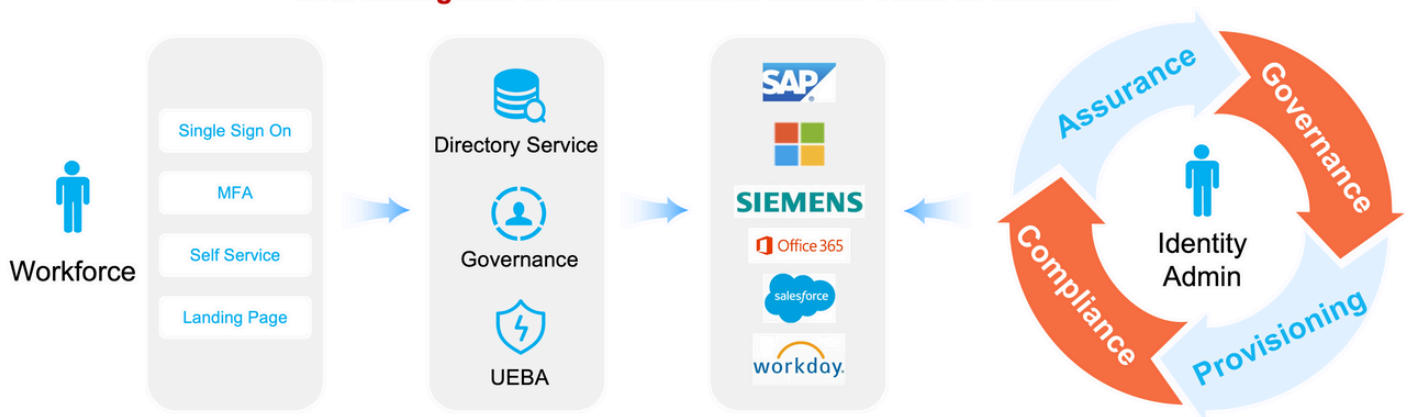 Workforce
Single Sign On
MFA
Self Service
Landing Page
Directory Service
Governance
UEBA
SAP
SIEMENS
Office 365
salesforce
workday.
Assurance
Governance
Provisioning
Compliance
Identity
Admin